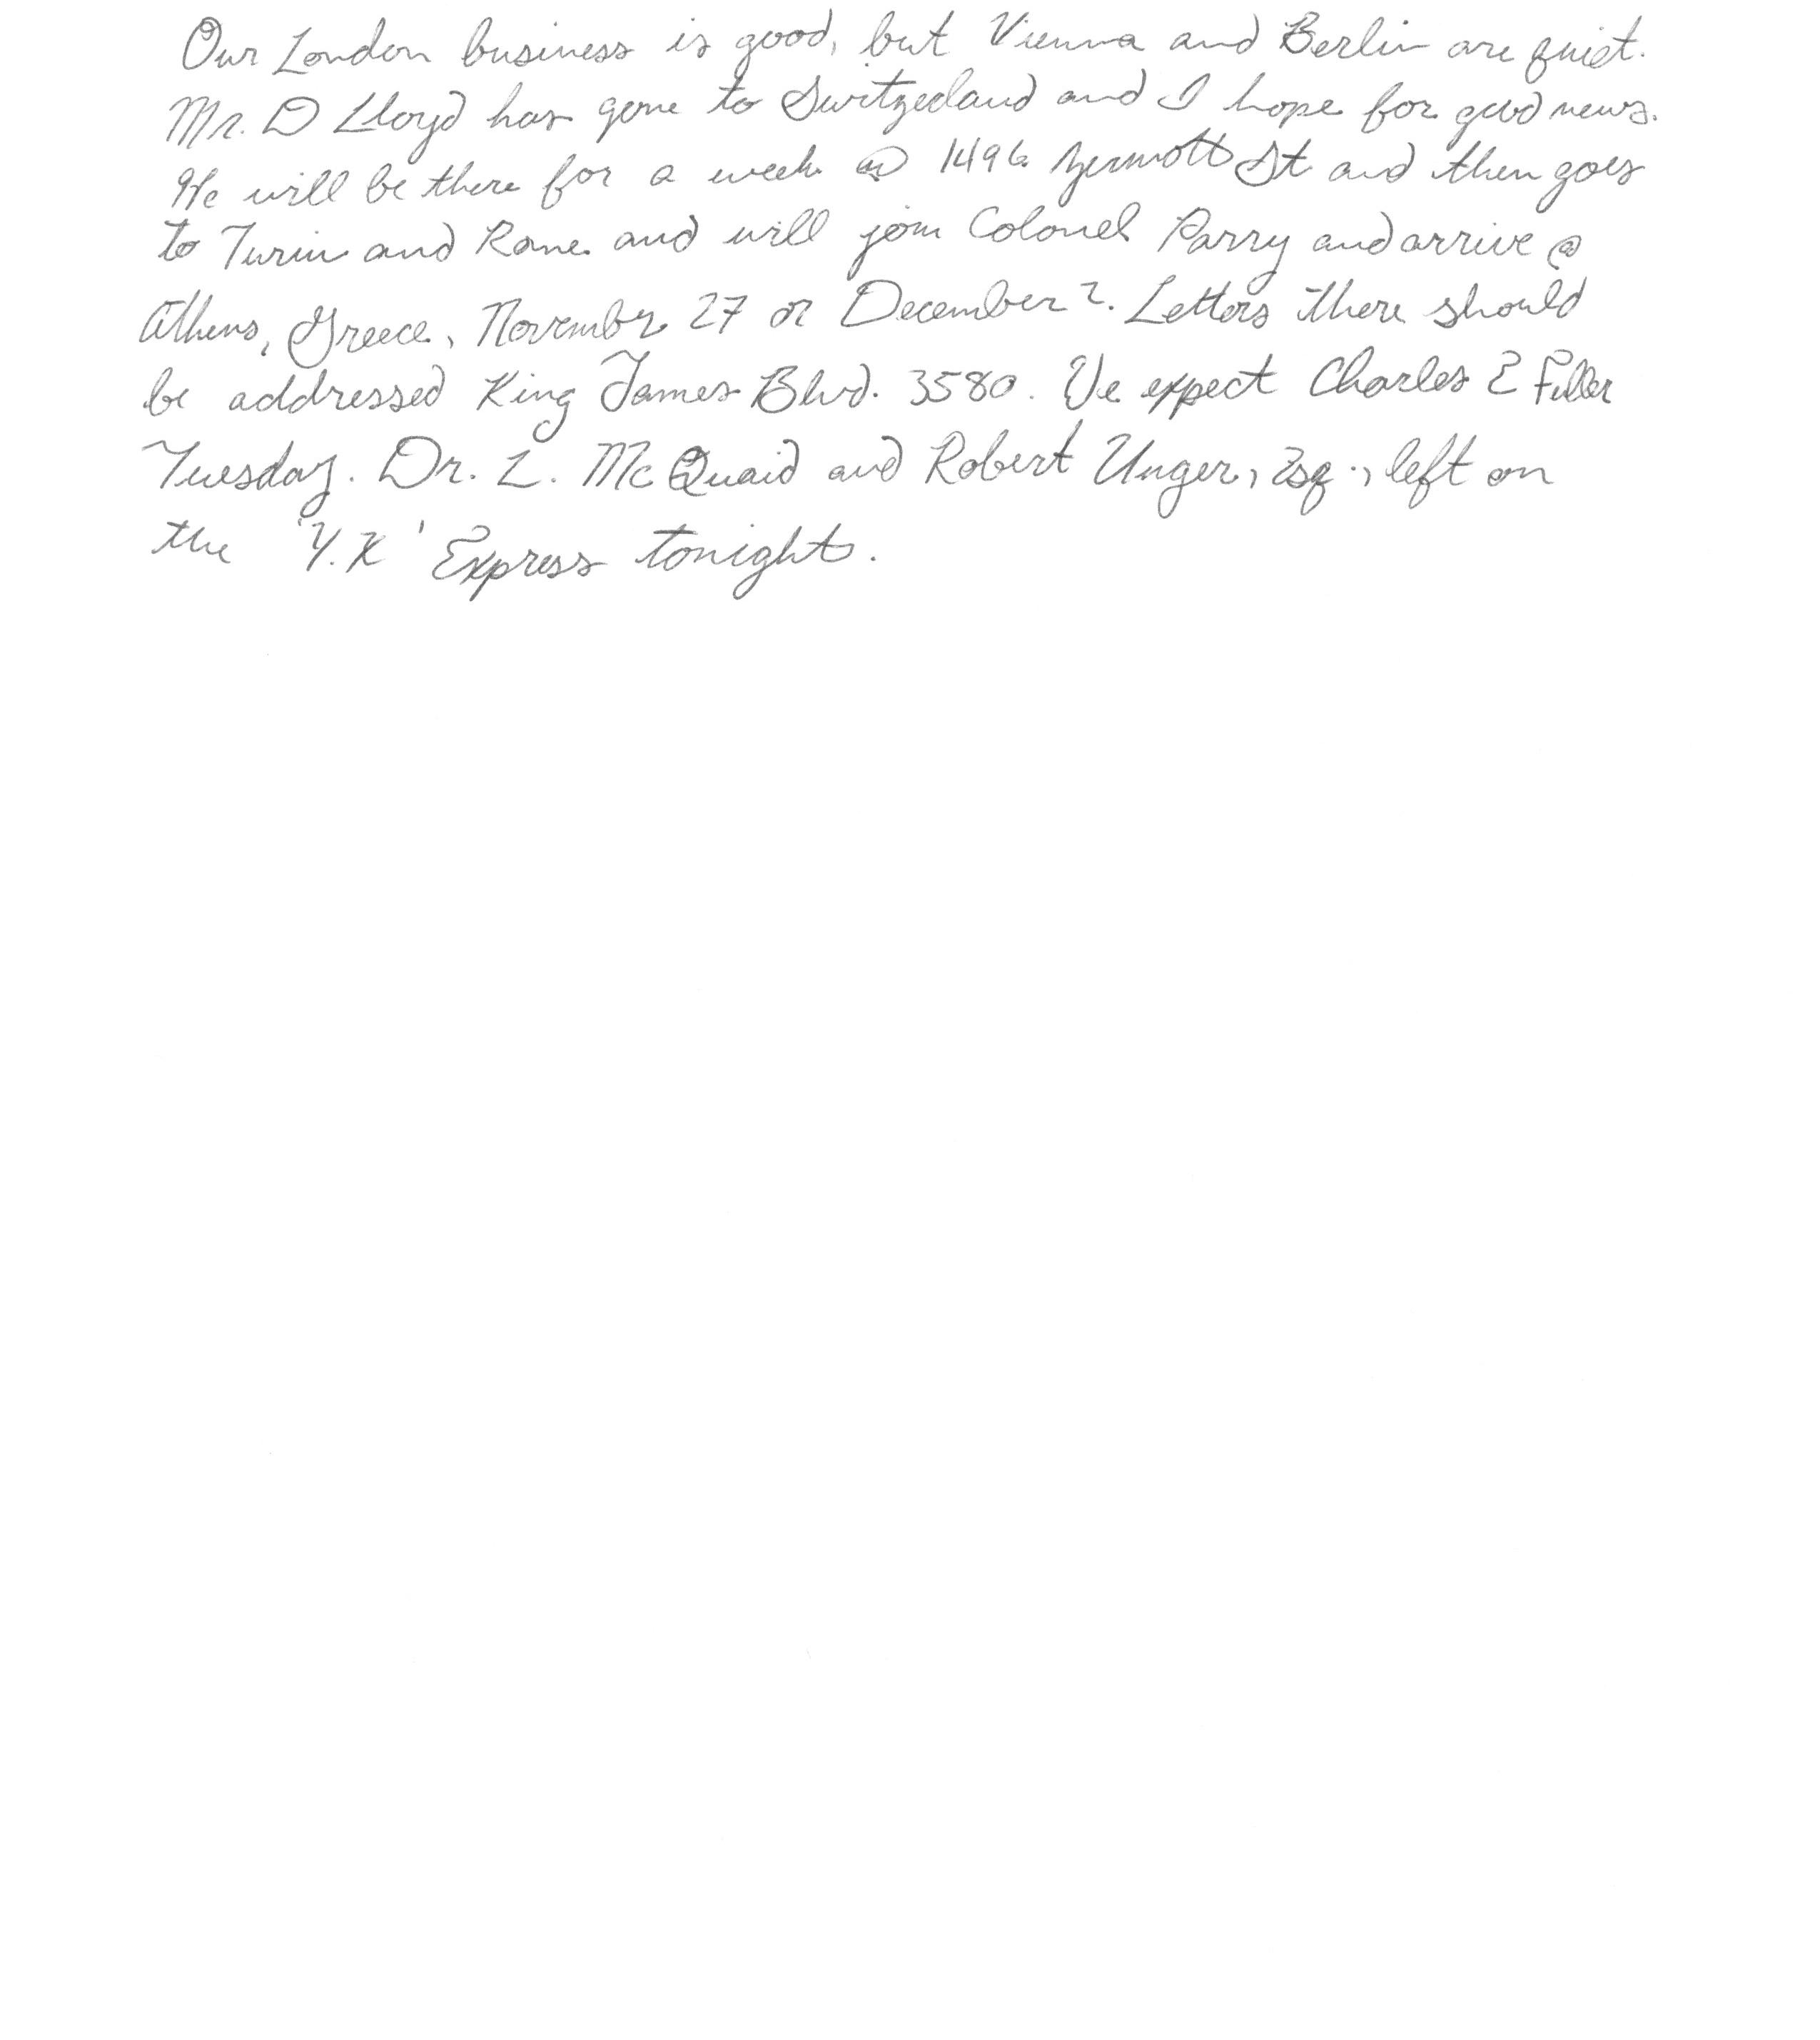 Our London business is good, but Vienna and Berlin are quiet.
Mr. D Lloyd has gone to Switzerland and I hope for good news.
He will be there for a week @ 1496 Zermott St and then goes
to Turin and Rome and will join Colonel Parry and arrive @
Athens, Greece, November 27 or December 2. Letters there should
be addressed King James Blvd. 3580. We expect Charles E Fuller
Tuesday. Dr. L. McQuaid and Robert Unger, Esq., left on
the 'Y.X' Express tonight.